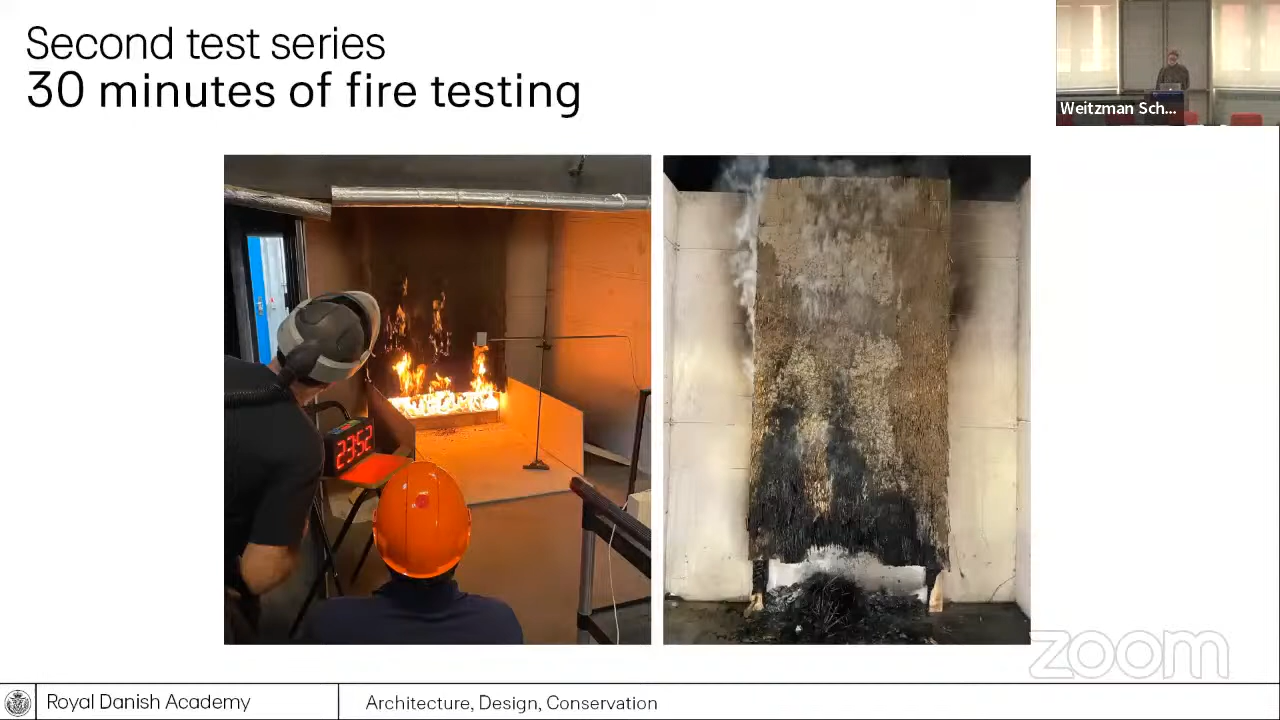 Second test series
30 minutes of fire testing
Weitzman Sch...
23:52
zoom
Royal Danish Academy
Architecture, Design, Conservation